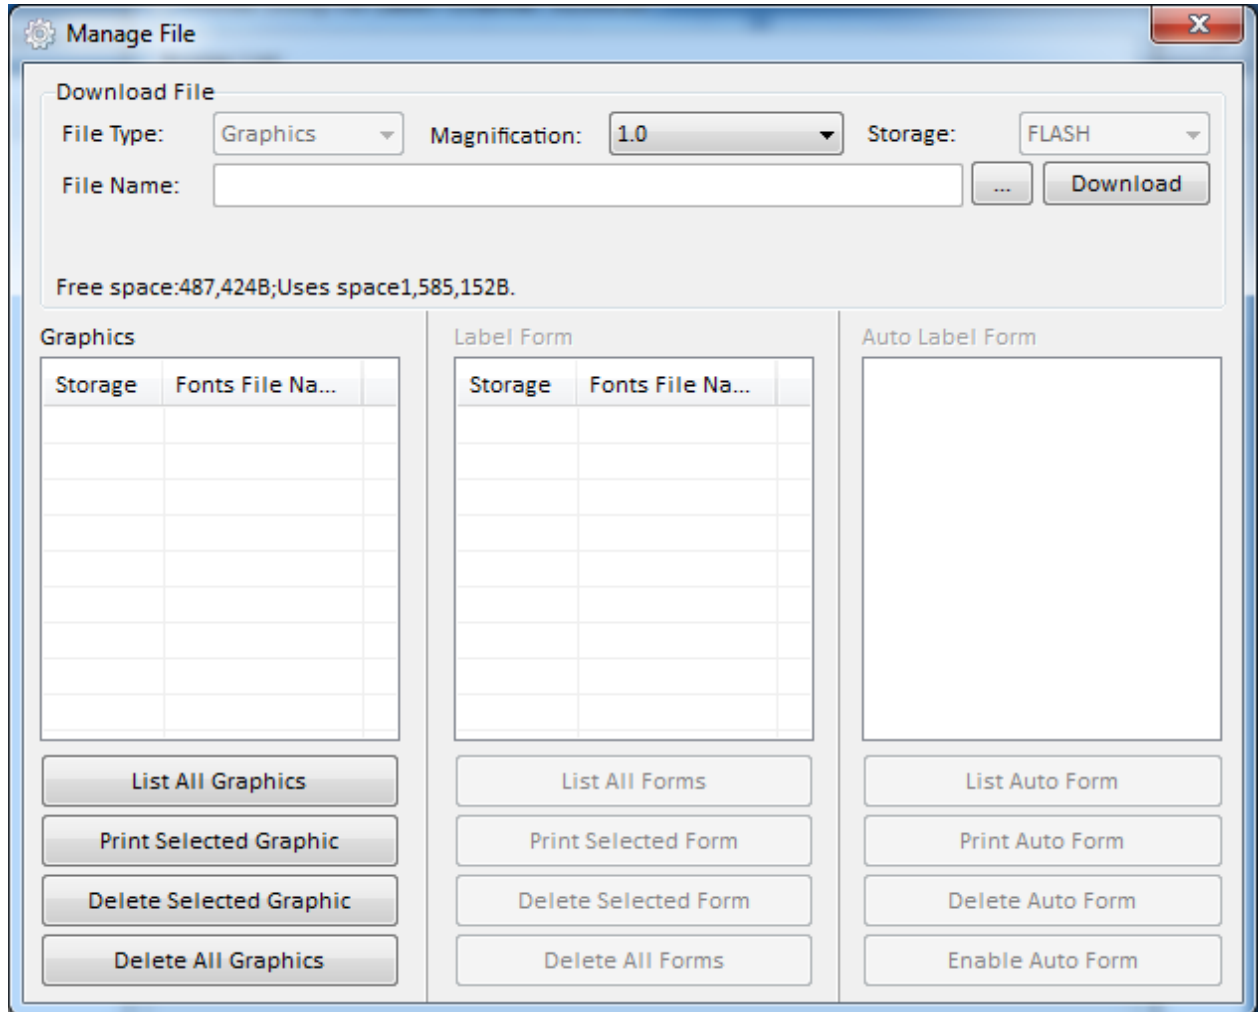 Manage File
Download File
File Type: Graphics Magnification: 1.0 Storage: FLASH
File Name: ... Download
Free space:487,424B;Uses space1,585,152B.
Graphics Label Form Auto Label Form
Storage Fonts File Na... Storage Fonts File Na...
List All Graphics List All Forms List Auto Form
Print Selected Graphic Print Selected Form Print Auto Form
Delete Selected Graphic Delete Selected Form Delete Auto Form
Delete All Graphics Delete All Forms Enable Auto Form